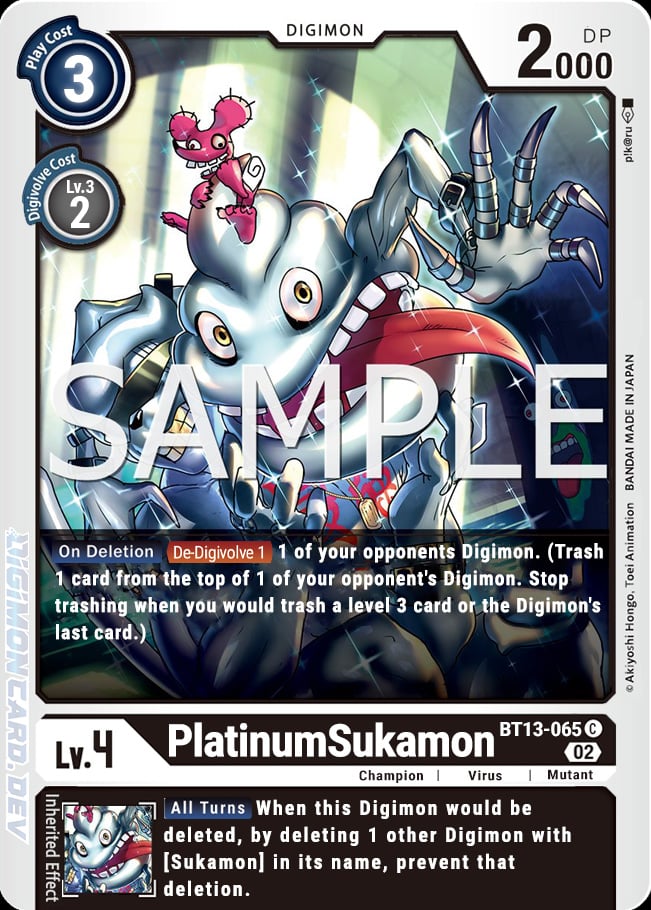 Play Cost
3
DIGIMON
DP
2000
Digivolve Cost
Lv.3
2
p!k@ru
SAMPLE
On Deletion De-Digivolve 1 1 of your opponents Digimon. (Trash
1 card from the top of 1 of your opponent's Digimon. Stop
trashing when you would trash a level 3 card or the Digimon's
last card.)
© Akiyoshi Hongo, Toei Animation BANDAI MADE IN JAPAN
DIGIMONCARD.DEV
Lv.4
PlatinumSukamon
BT13-065 C
02
Champion | Virus | Mutant
Inherited Effect
All Turns When this Digimon would be
deleted, by deleting 1 other Digimon with
[Sukamon] in its name, prevent that
deletion.